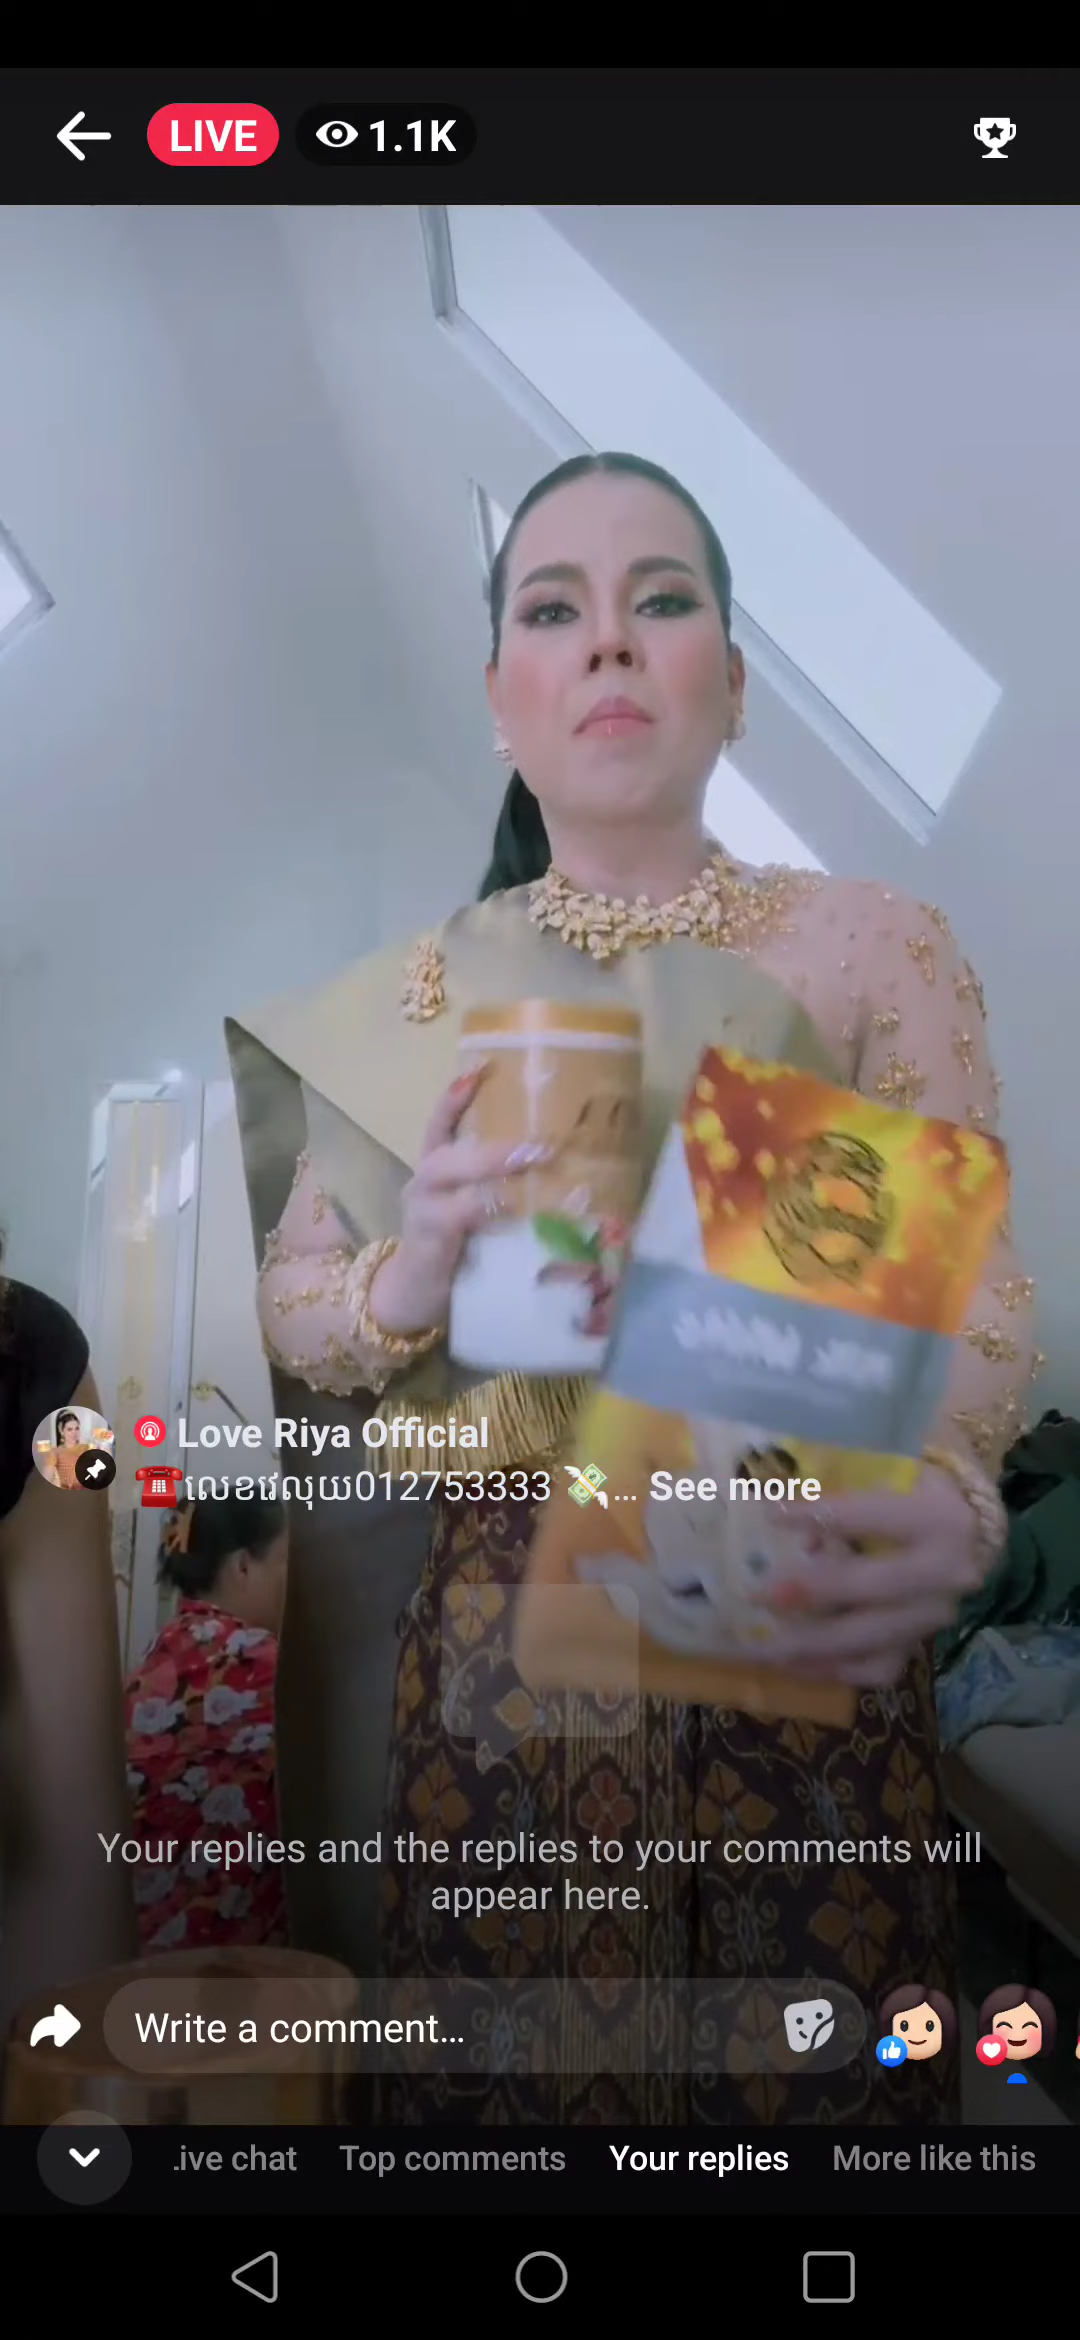 LIVE 1.1K
Love Riya Official
☎️លេខវេលុយ012753333 💸... See more
Your replies and the replies to your comments will
appear here.
Write a comment...
.ive chat Top comments Your replies More like this